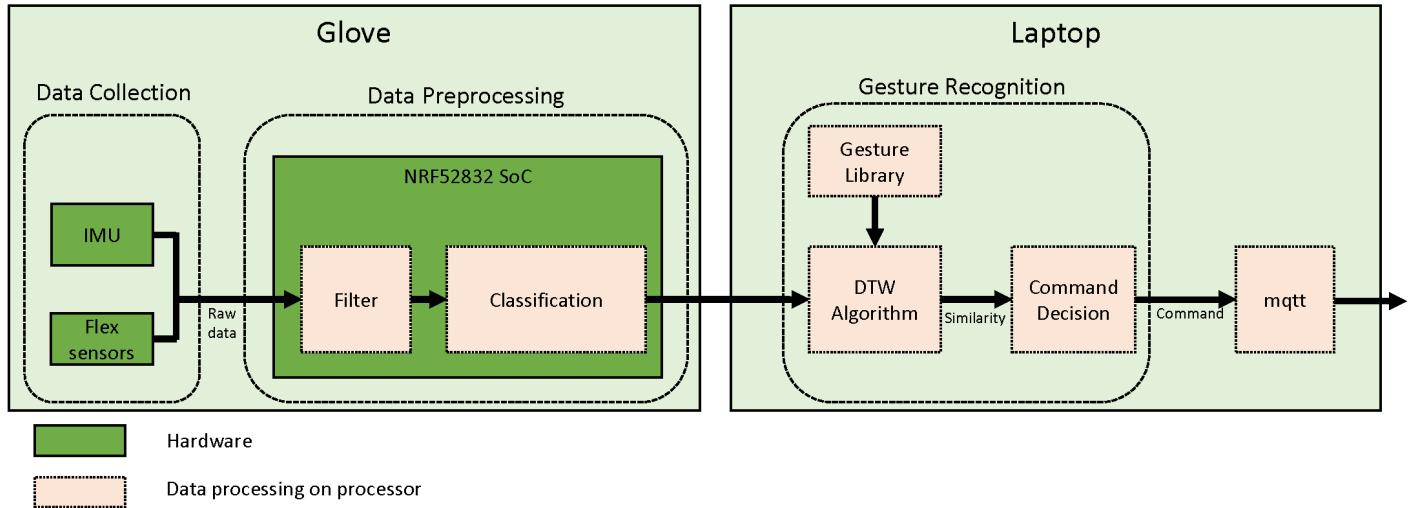 Glove
Data Collection
Data Preprocessing
NRF52832 SoC
IMU
Flex
sensors
Raw
data
Filter
Classification
Laptop
Gesture Recognition
Gesture
Library
DTW
Algorithm
Similarity
Command
Decision
Command
mqtt
Hardware
Data processing on processor